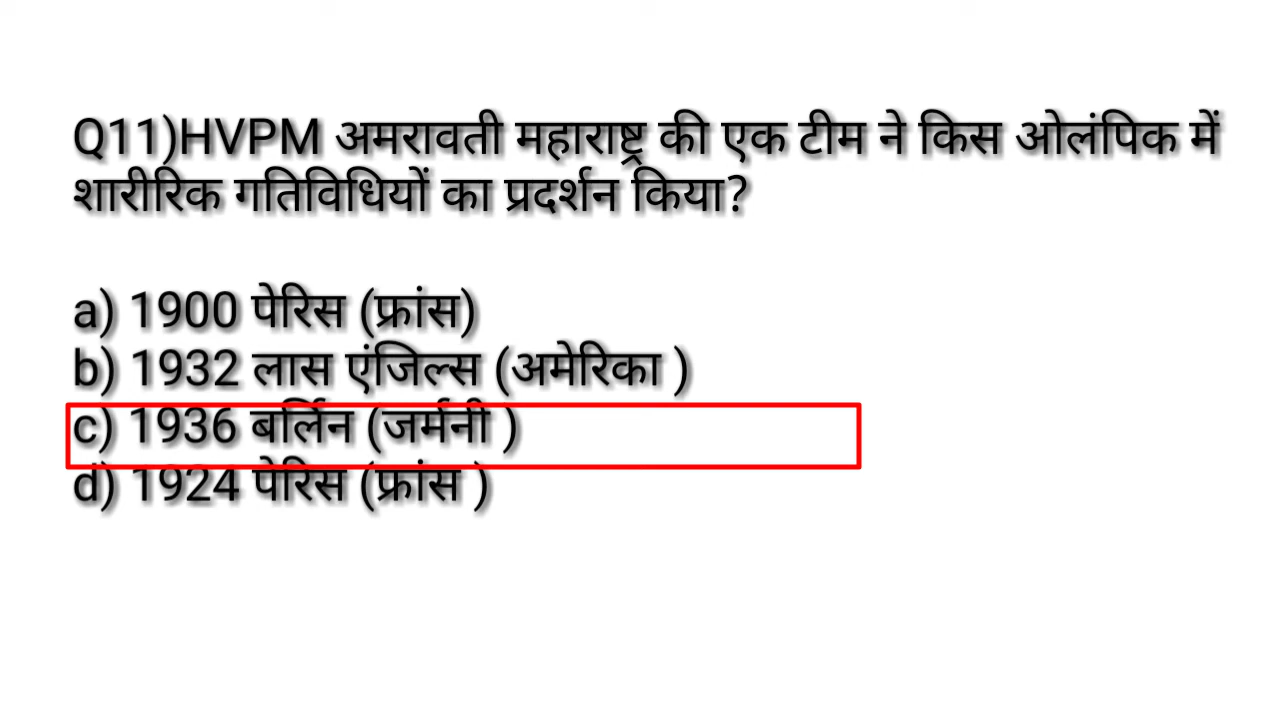 Q11)HVPM अमरावती महाराष्ट्र की एक टीम ने किस ओलंपिक में
शारीरिक गतिविधियों का प्रदर्शन किया?
a) 1900 पेरिस (फ्रांस)
b) 1932 लास एंजिल्स (अमेरिका )
c) 1936 बर्लिन (जर्मनी )
d) 1924 पेरिस (फ्रांस )